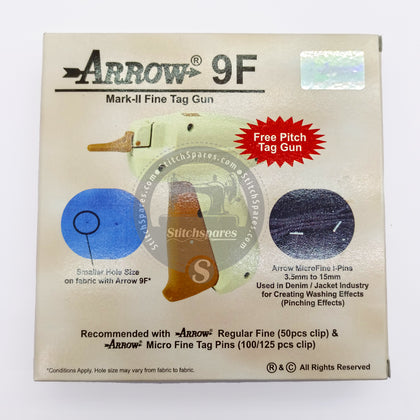 ARROW® 9F
Mark-II Fine Tag Gun
Free Pitch
Tag Gun
StitchSpares.com
Stitchspares
S
Smaller Hole Size
on fabric with Arrow 9F*
Arrow MicroFine I-Pins
3.5mm to 15mm
Used in Denim / Jacket Industry
for Creating Washing Effects
(Pinching Effects)
Recommended with ARROW® Regular Fine (50pcs clip) &
ARROW® Micro Fine Tag Pins (100/125 pcs clip)
*Conditions Apply. Hole size may vary from fabric to fabric.
® & © All Rights Reserved